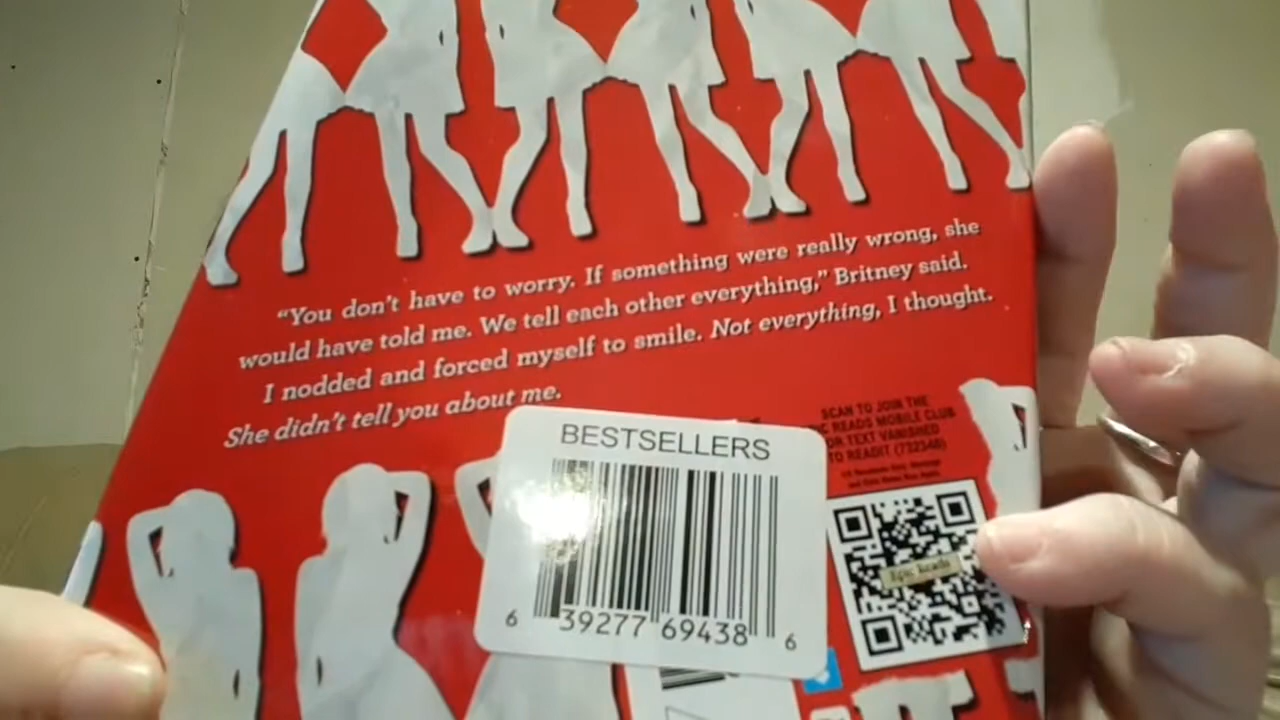 “You don’t have to worry. If something were really wrong, she
would have told me. We tell each other everything,” Britney said.
I nodded and forced myself to smile. Not everything, I thought.
She didn’t tell you about me.
BESTSELLERS
6 39277 69438 6
SCAN TO JOIN THE
READS MOBILE CLUB
OR TEXT VANISHED
TO READIT (732348)
Epic Reads